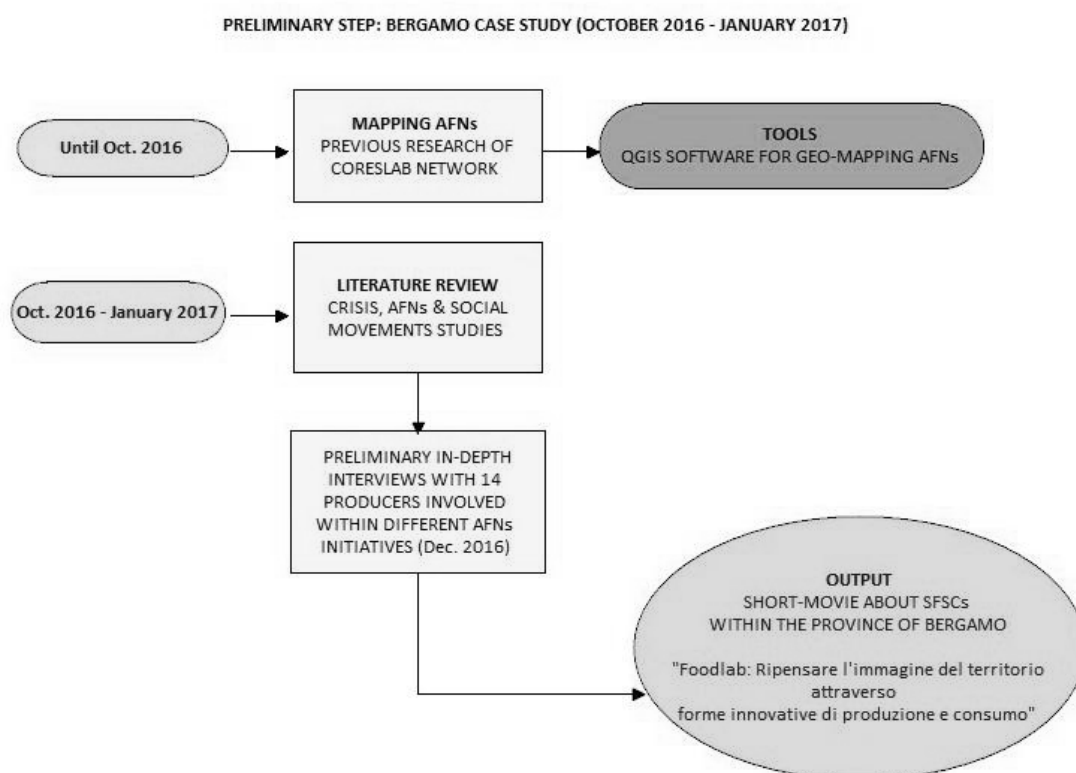 PRELIMINARY STEP: BERGAMO CASE STUDY (OCTOBER 2016 - JANUARY 2017)
Until Oct. 2016
MAPPING AFNs
PREVIOUS RESEARCH OF
CORESLAB NETWORK
TOOLS
QGIS SOFTWARE FOR GEO-MAPPING AFNs
Oct. 2016 - January 2017
LITERATURE REVIEW
CRISIS, AFNs & SOCIAL
MOVEMENTS STUDIES
PRELIMINARY IN-DEPTH
INTERVIEWS WITH 14
PRODUCERS INVOLVED
WITHIN DIFFERENT AFNs
INITIATIVES (Dec. 2016)
OUTPUT
SHORT-MOVIE ABOUT SFSCs
WITHIN THE PROVINCE OF BERGAMO
"Foodlab: Ripensare l'immagine del territorio
attraverso
forme innovative di produzione e consumo"